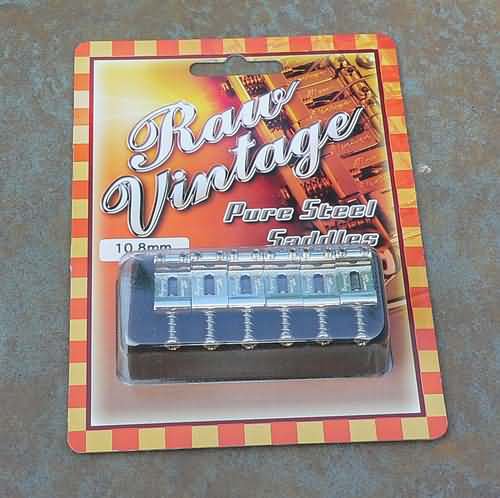 Raw
Vintage
Pure Steel
Saddles
10.8mm